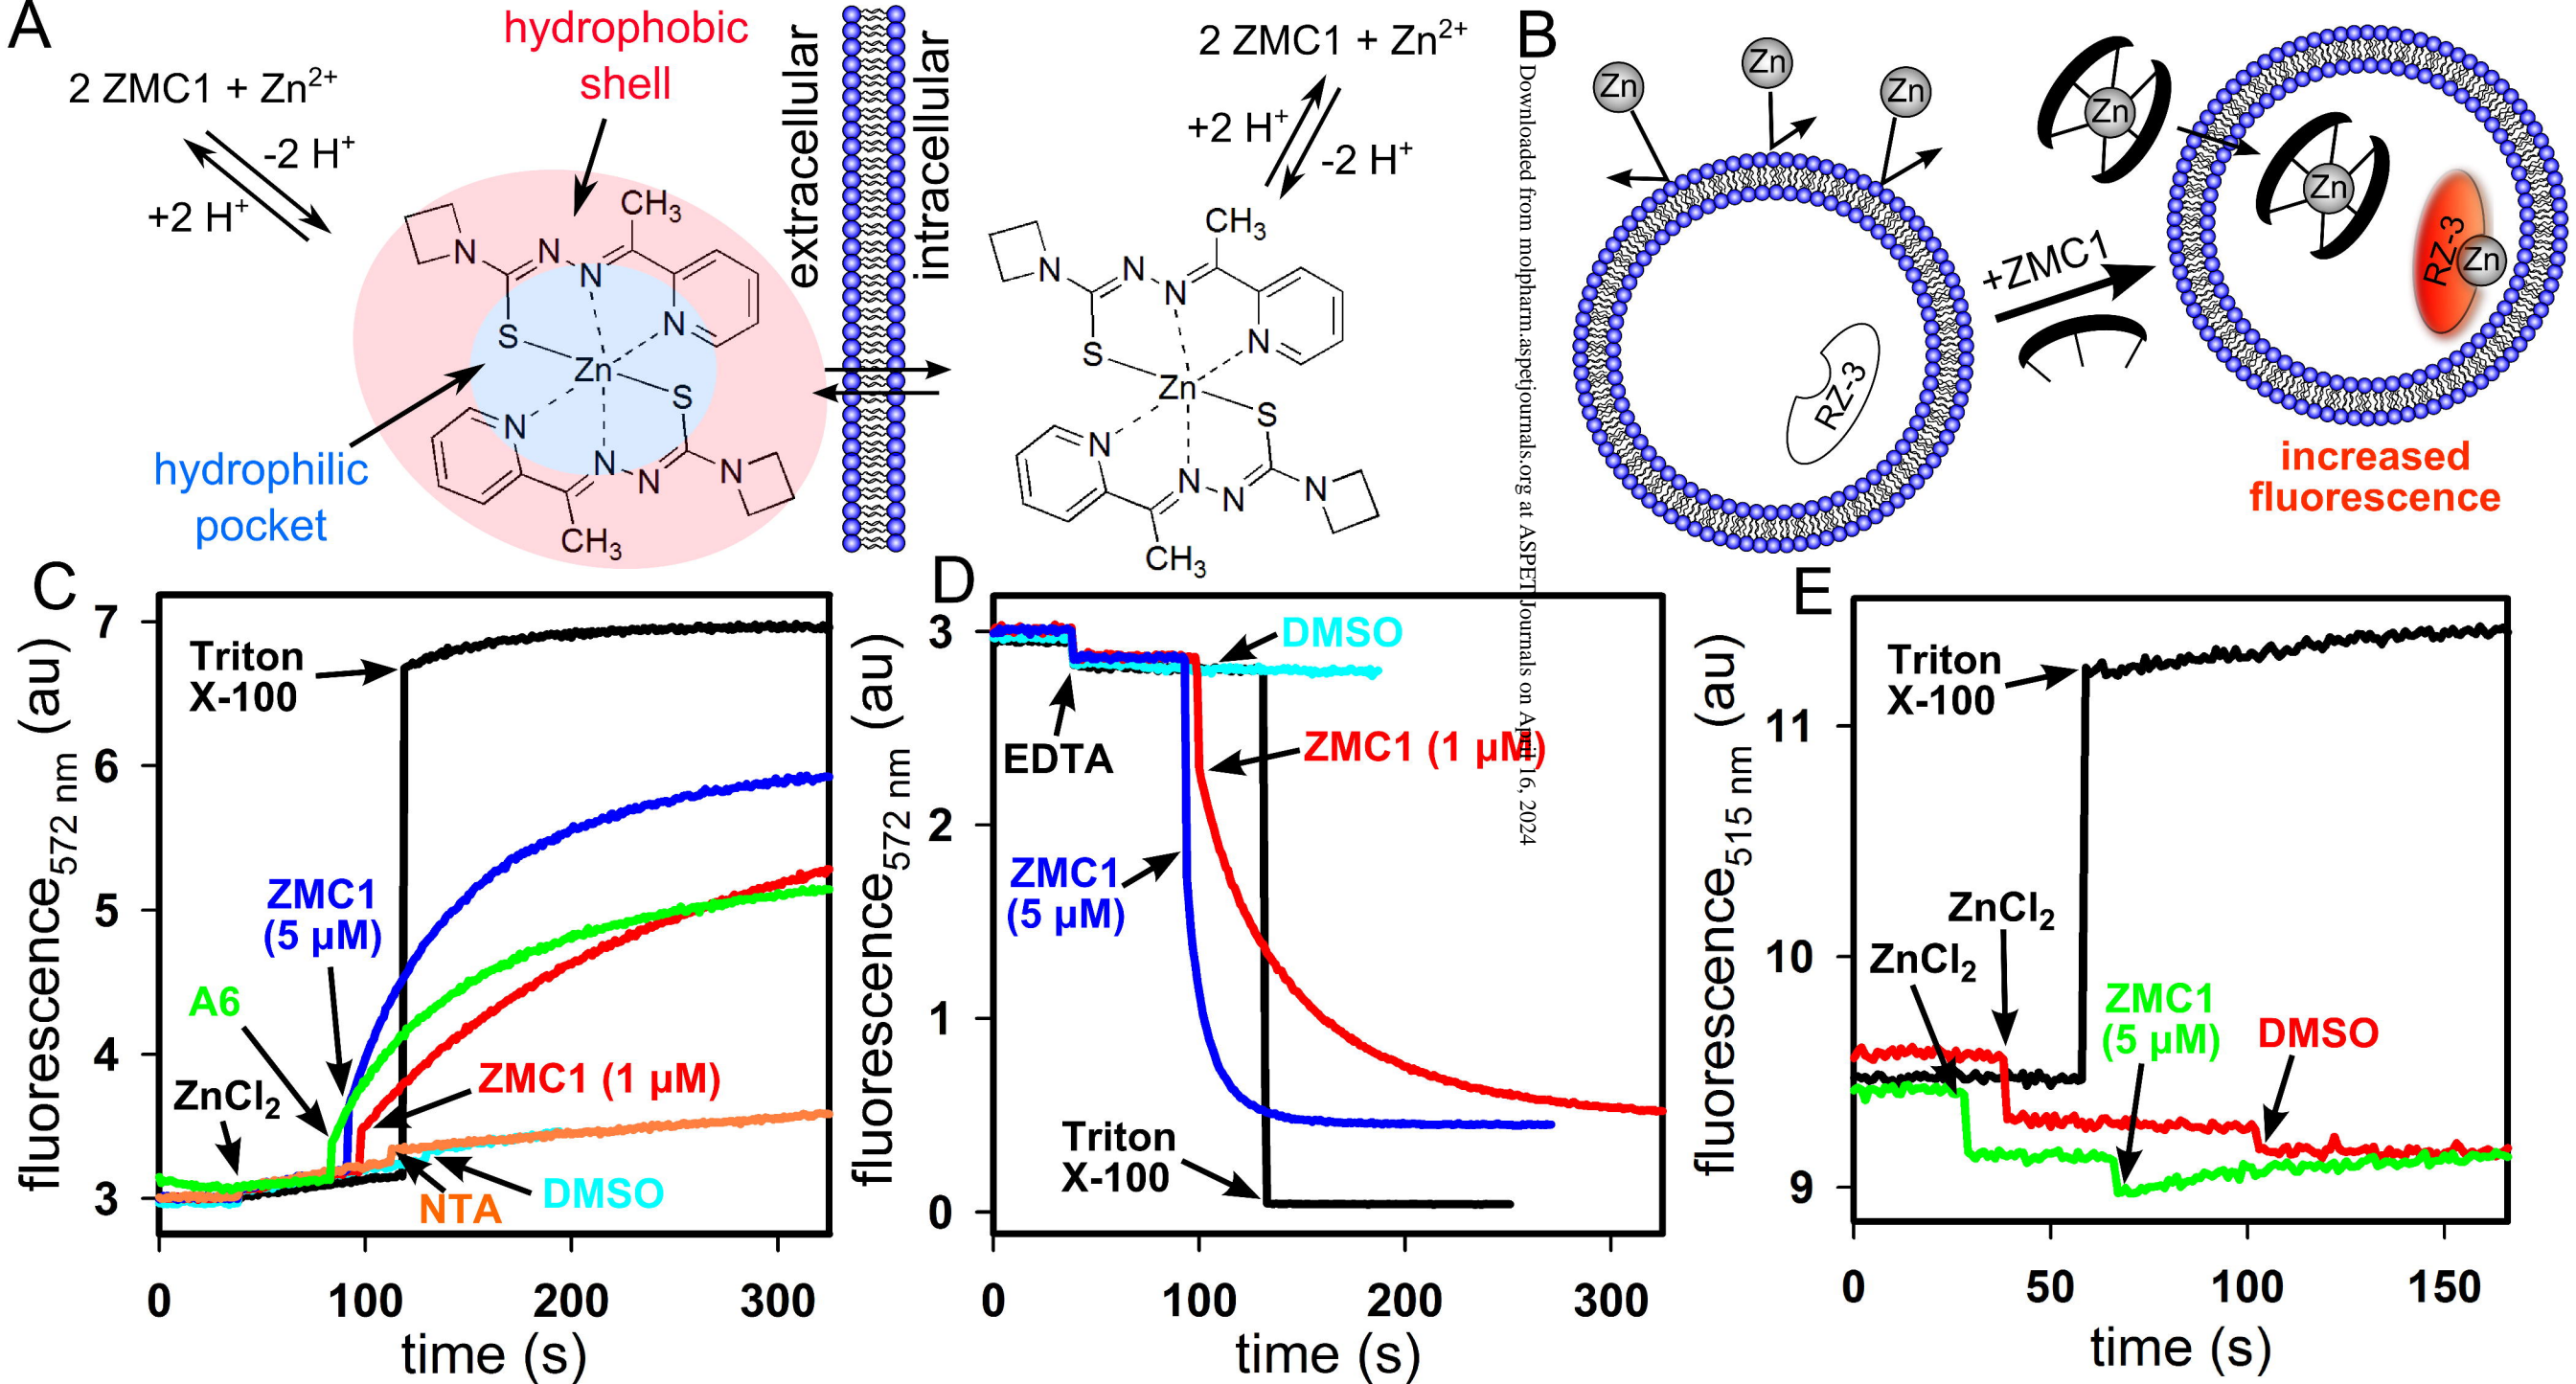 A
hydrophobic
shell
2 ZMC1 + Zn²⁺
-2 H⁺
+2 H⁺
CH₃
N
N
N
N
S
Zn
S
N
N
N
N
CH₃
hydrophilic
pocket
extracellular
intracellular
2 ZMC1 + Zn²⁺
+2 H⁺
-2 H⁺
CH₃
N
N
N
N
S
Zn
S
N
N
N
N
CH₃
Downloaded from molpharm.aspetjournals.org at ASPET Journals on April 16, 2024
B
Zn
Zn
Zn
RZ-3
+ZMC1
Zn
Zn
RZ-3
Zn
increased
fluorescence
C
fluorescence₅₇₂ ₙₘ (au)
7
6
5
4
3
Triton
X-100
ZMC1
(5 µM)
A6
ZnCl₂
ZMC1 (1 µM)
NTA
DMSO
0
100
200
300
time (s)
D
fluorescence₅₇₂ ₙₘ (au)
3
2
1
0
DMSO
EDTA
ZMC1 (1 µM)
ZMC1
(5 µM)
Triton
X-100
0
100
200
300
time (s)
E
fluorescence₅₁₅ ₙₘ (au)
11
10
9
Triton
X-100
ZnCl₂
ZnCl₂
ZMC1
(5 µM)
DMSO
0
50
100
150
time (s)